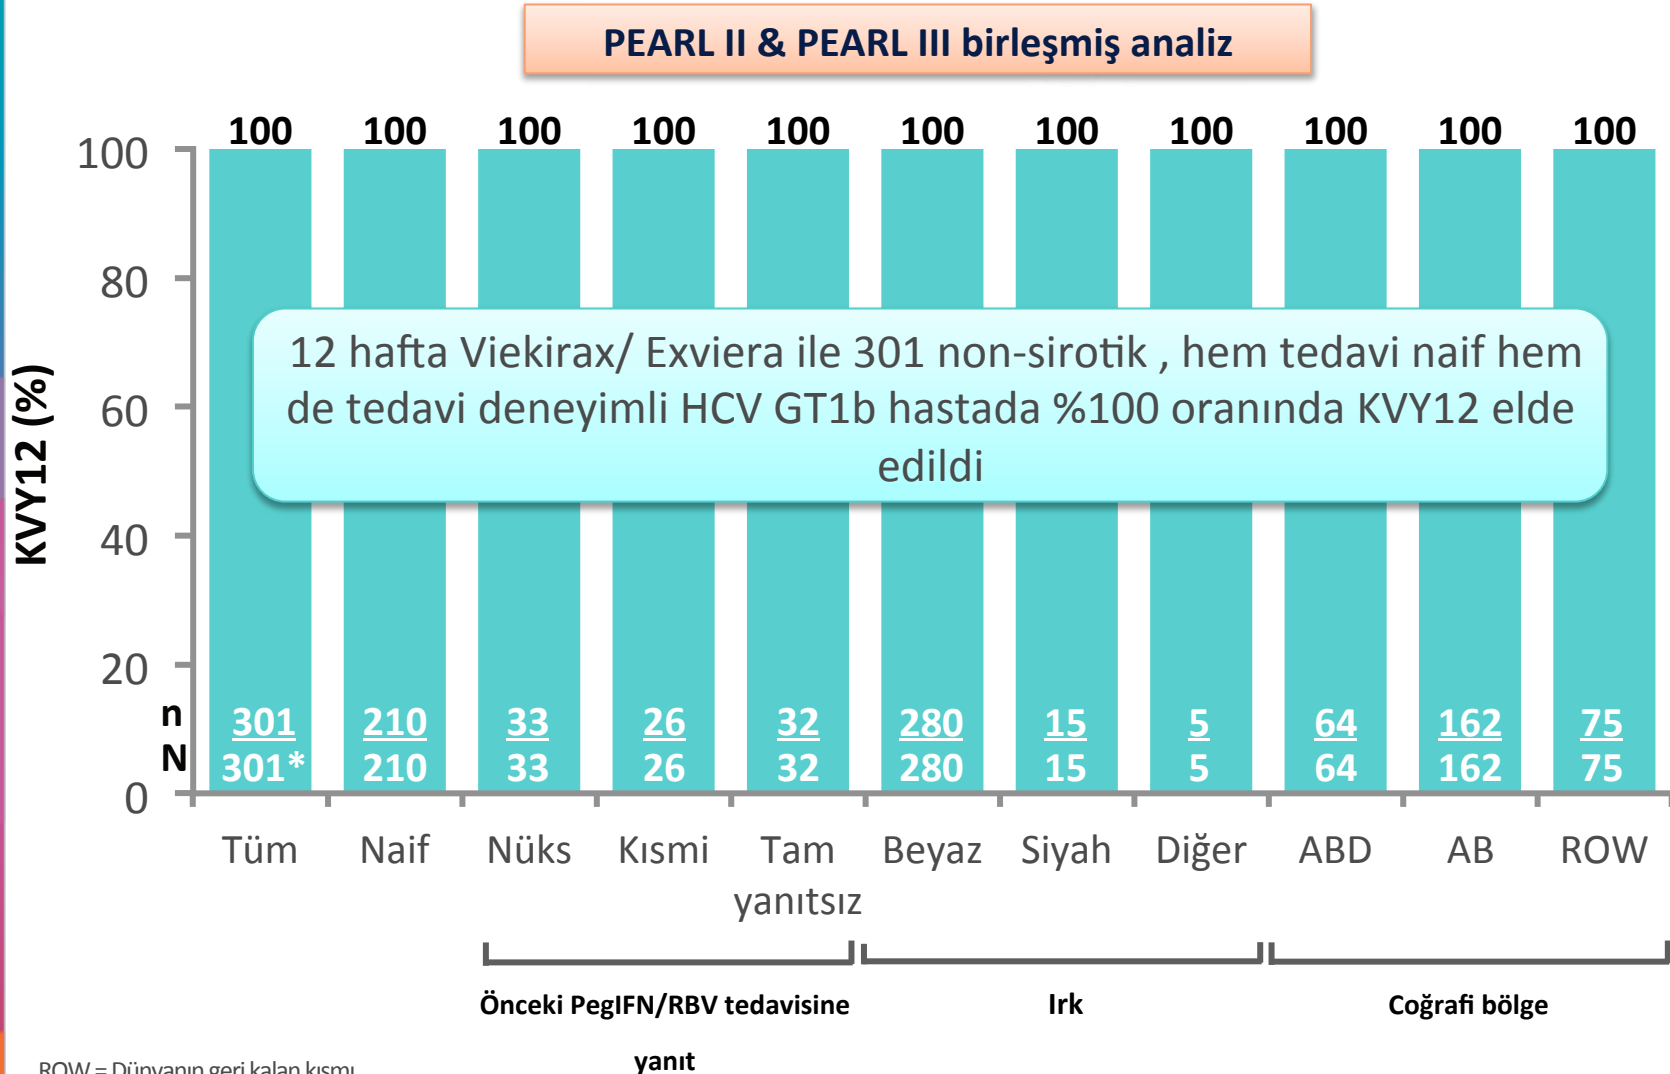 PEARL II & PEARL III birleşmiş analiz
100 100 100 100 100 100 100 100 100 100 100
100
80
60
40
20
0
KVY12 (%)
12 hafta Viekirax/ Exviera ile 301 non-sirotik , hem tedavi naif hem
de tedavi deneyimli HCV GT1b hastada %100 oranında KVY12 elde
edildi
n 301 210 33 26 32 280 15 5 64 162 75
N 301* 210 33 26 32 280 15 5 64 162 75
Tüm Naif Nüks Kısmi Tam Beyaz Siyah Diğer ABD AB ROW
yanıtsız
Önceki PegIFN/RBV tedavisine Irk Coğrafi bölge
yanıt
ROW = Dünyanın geri kalan kısmı